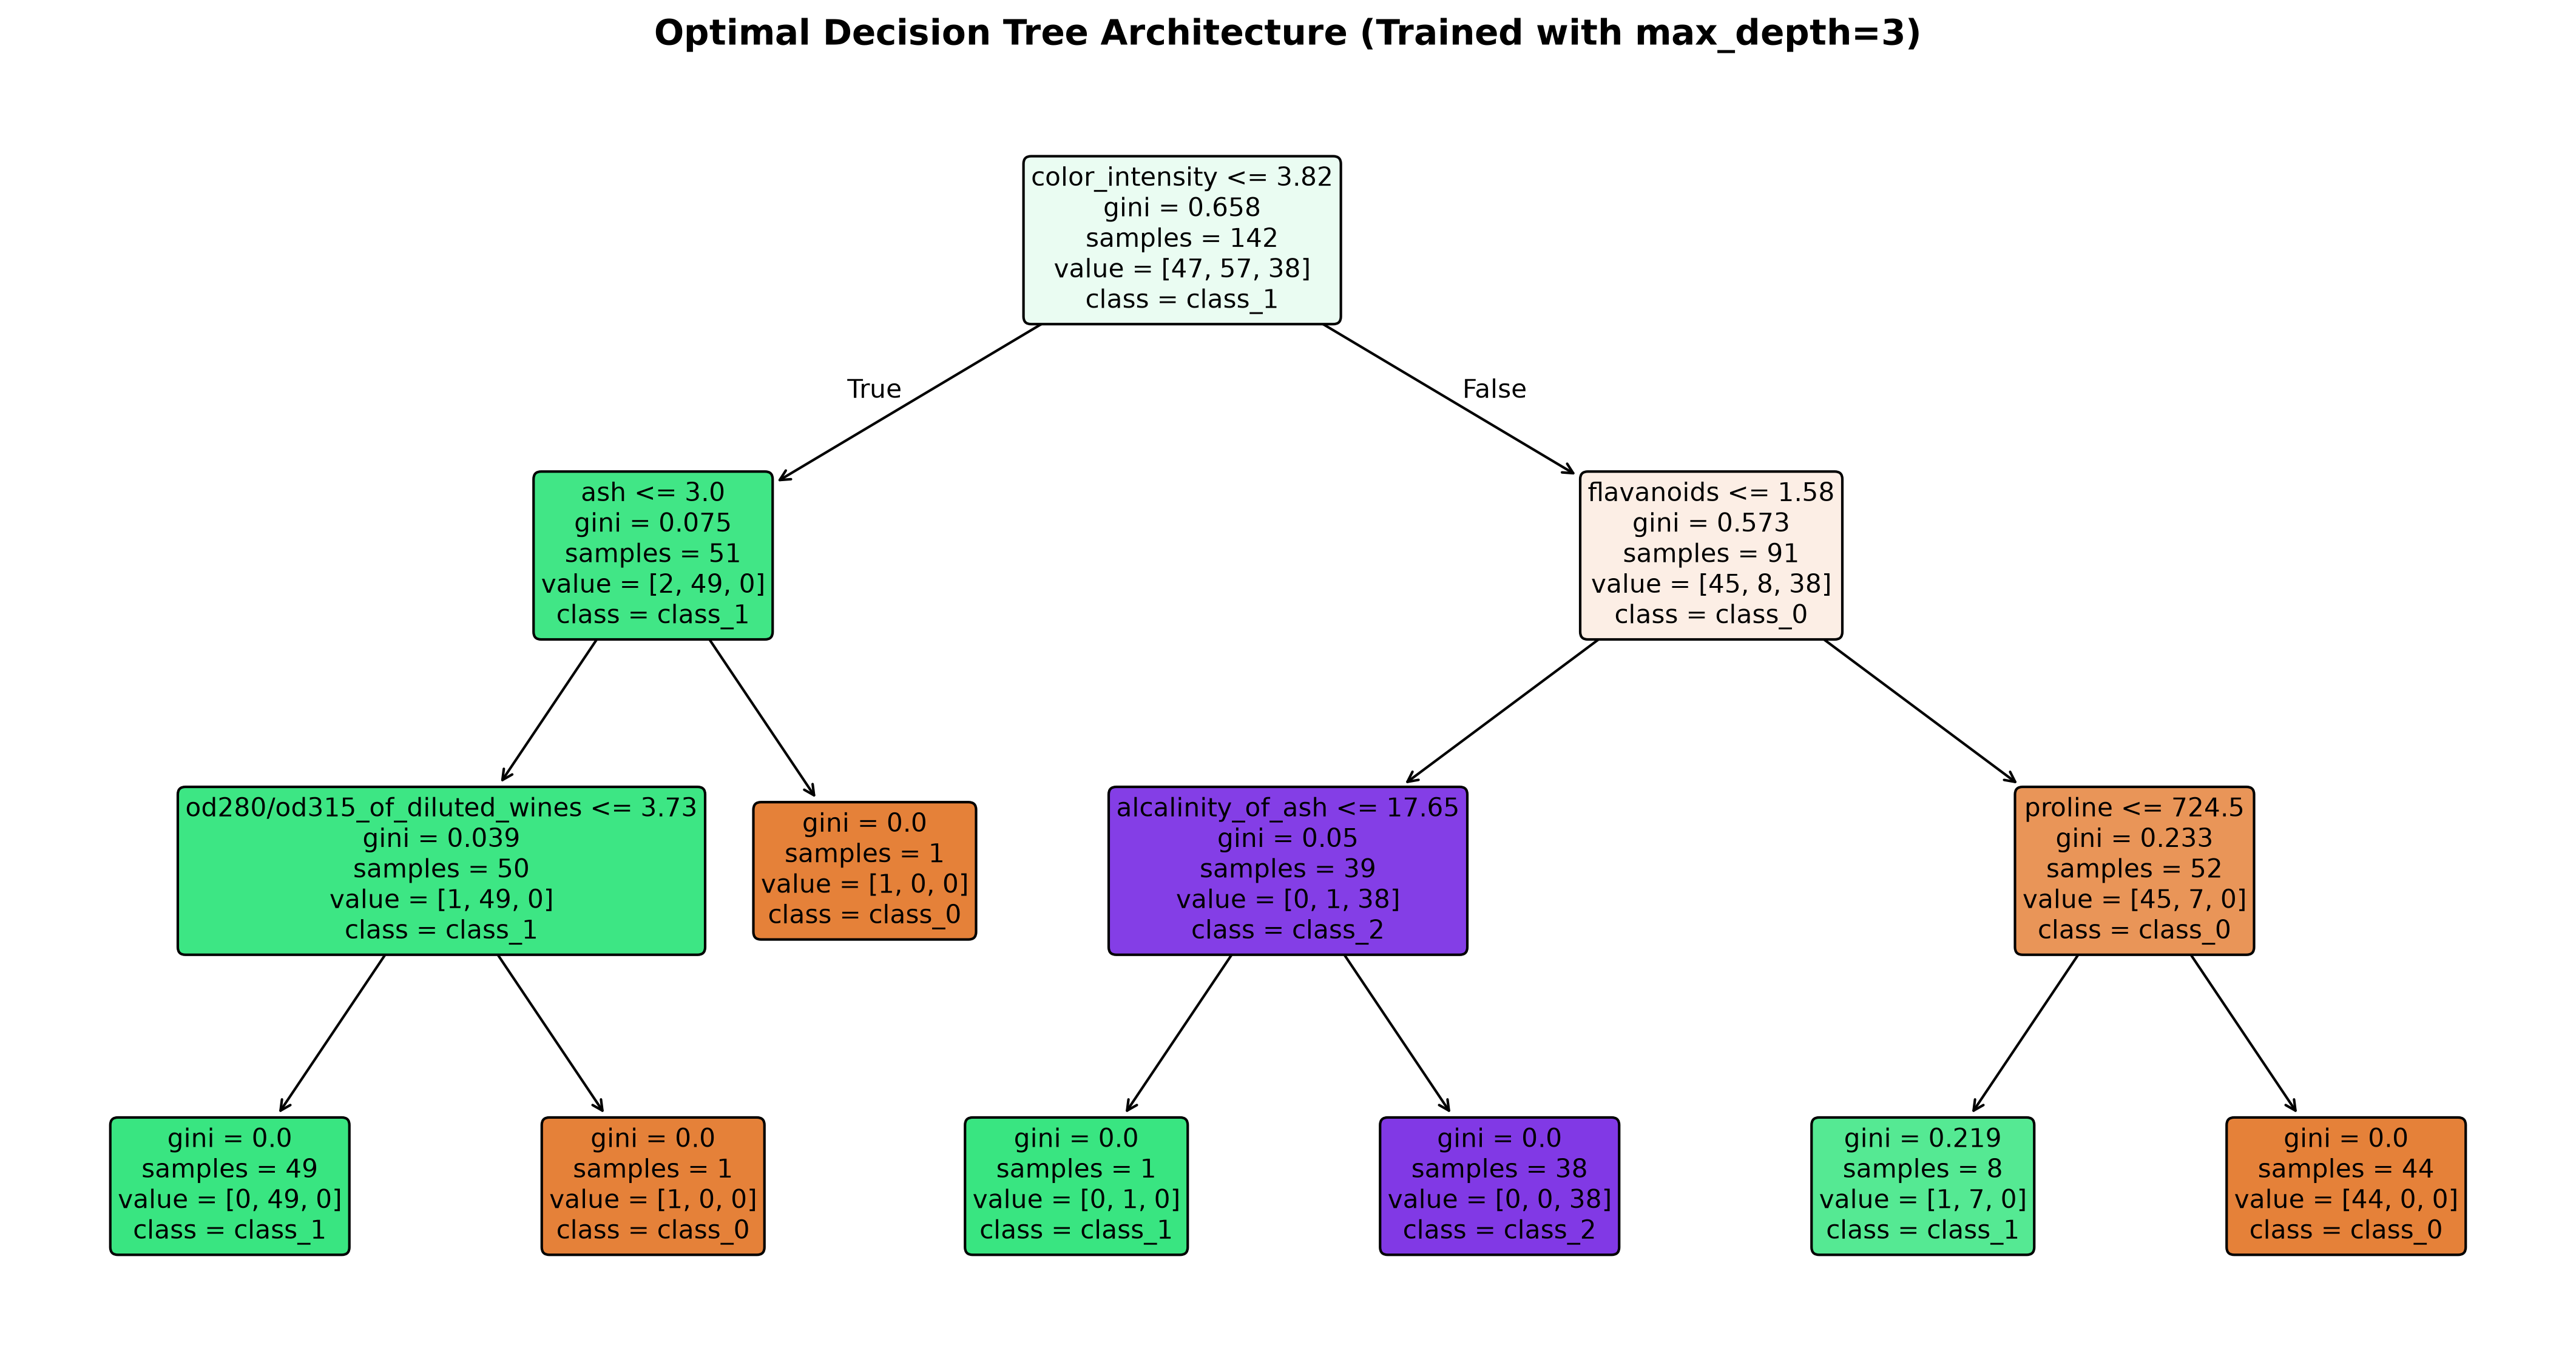 Optimal Decision Tree Architecture (Trained with max_depth=3)
color_intensity <= 3.82
gini = 0.658
samples = 142
value = [47, 57, 38]
class = class_1
True
False
ash <= 3.0
gini = 0.075
samples = 51
value = [2, 49, 0]
class = class_1
flavanoids <= 1.58
gini = 0.573
samples = 91
value = [45, 8, 38]
class = class_0
od280/od315_of_diluted_wines <= 3.73
gini = 0.039
samples = 50
value = [1, 49, 0]
class = class_1
gini = 0.0
samples = 1
value = [1, 0, 0]
class = class_0
alcalinity_of_ash <= 17.65
gini = 0.05
samples = 39
value = [0, 1, 38]
class = class_2
proline <= 724.5
gini = 0.233
samples = 52
value = [45, 7, 0]
class = class_0
gini = 0.0
samples = 49
value = [0, 49, 0]
class = class_1
gini = 0.0
samples = 1
value = [1, 0, 0]
class = class_0
gini = 0.0
samples = 1
value = [0, 1, 0]
class = class_1
gini = 0.0
samples = 38
value = [0, 0, 38]
class = class_2
gini = 0.219
samples = 8
value = [1, 7, 0]
class = class_1
gini = 0.0
samples = 44
value = [44, 0, 0]
class = class_0